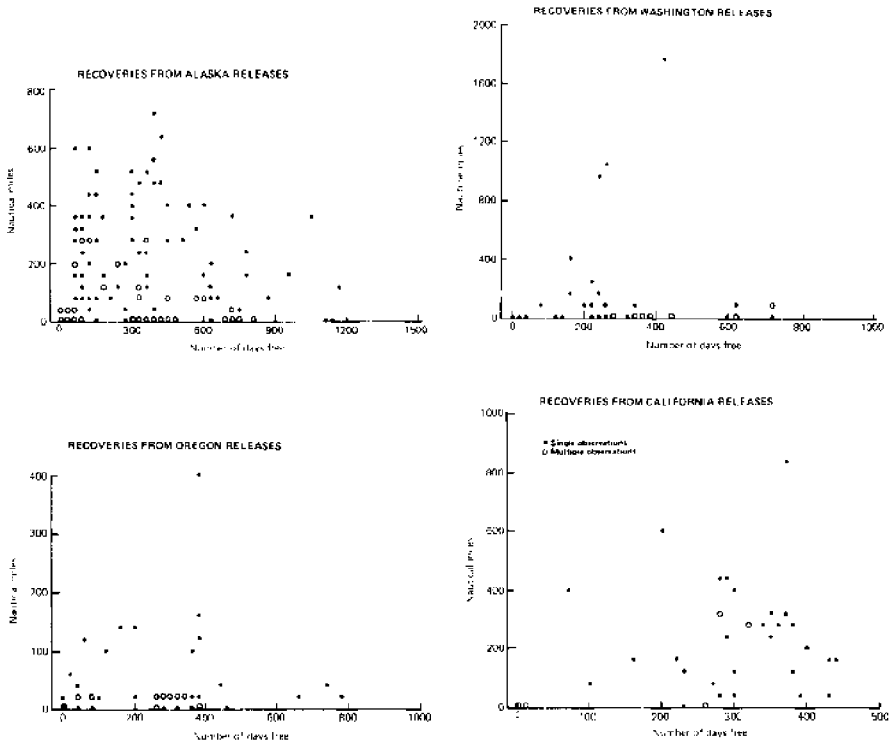 RECOVERIES FROM ALASKA RELEASES
800
600
400
200
0
Nautical miles
0 300 600 900 1200 1500
Number of days free
RECOVERIES FROM WASHINGTON RELEASES
2000
1800
1200
800
400
0
Nautical miles
0 200 400 600 800 1000
Number of days free
RECOVERIES FROM OREGON RELEASES
400
300
200
100
0
Nautical miles
0 200 400 600 800 1000
Number of days free
RECOVERIES FROM CALIFORNIA RELEASES
1000
Single observations
Multiple observations
800
600
400
200
0
Nautical miles
0 100 200 300 400 500
Number of days free